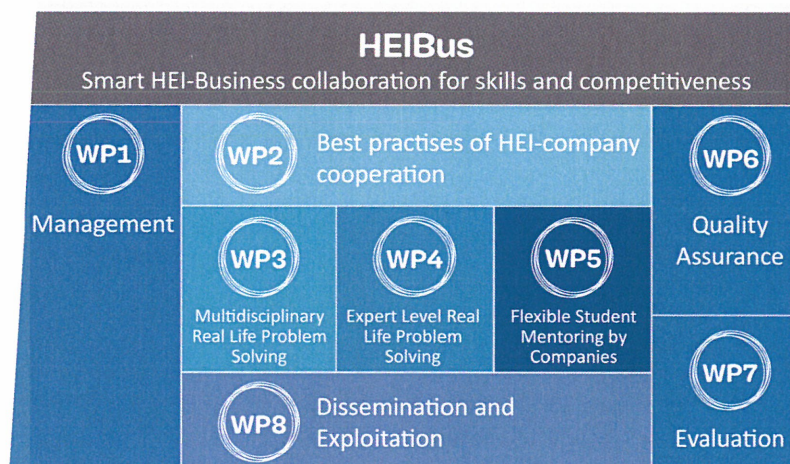 HEIBus
Smart HEI-Business collaboration for skills and competitiveness
WP1
Management
WP2
Best practises of HEI-company
cooperation
WP3
Multidisciplinary
Real Life Problem
Solving
WP4
Expert Level Real
Life Problem
Solving
WP5
Flexible Student
Mentoring by
Companies
WP8
Dissemination and
Exploitation
WP6
Quality
Assurance
WP7
Evaluation